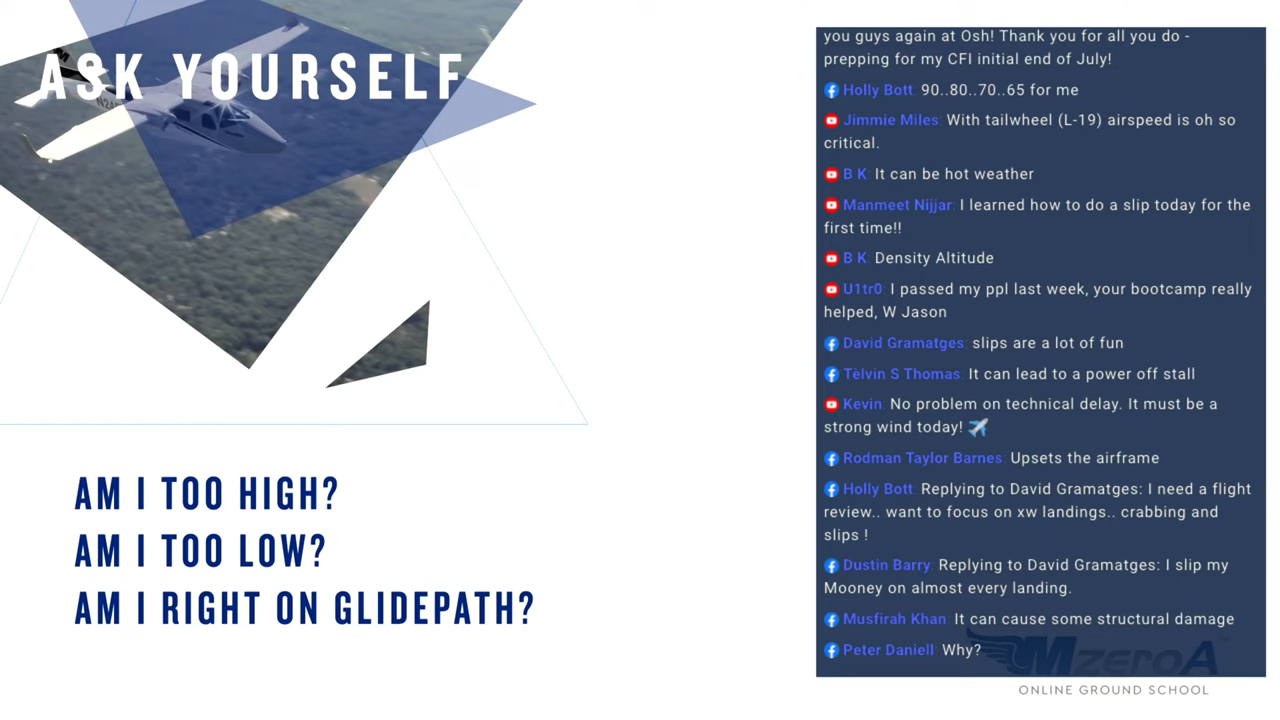 ASK YOURSELF
AM I TOO HIGH?
AM I TOO LOW?
AM I RIGHT ON GLIDEPATH?
you guys again at Osh! Thank you for all you do -
prepping for my CFI initial end of July!
Holly Bott: 90..80..70..65 for me
Jimmie Miles: With tailwheel (L-19) airspeed is oh so
critical.
B K: It can be hot weather
Manmeet Nijjar: I learned how to do a slip today for the
first time!!
B K: Density Altitude
U1tr0: I passed my ppl last week, your bootcamp really
helped, W Jason
David Gramatges: slips are a lot of fun
Tèlvin S Thomas: It can lead to a power off stall
Kevin: No problem on technical delay. It must be a
strong wind today! ✈️
Rodman Taylor Barnes: Upsets the airframe
Holly Bott: Replying to David Gramatges: I need a flight
review.. want to focus on xw landings.. crabbing and
slips !
Dustin Barry: Replying to David Gramatges: I slip my
Mooney on almost every landing.
Musfirah Khan: It can cause some structural damage
Peter Daniell: Why?
MzeroA™
ONLINE GROUND SCHOOL